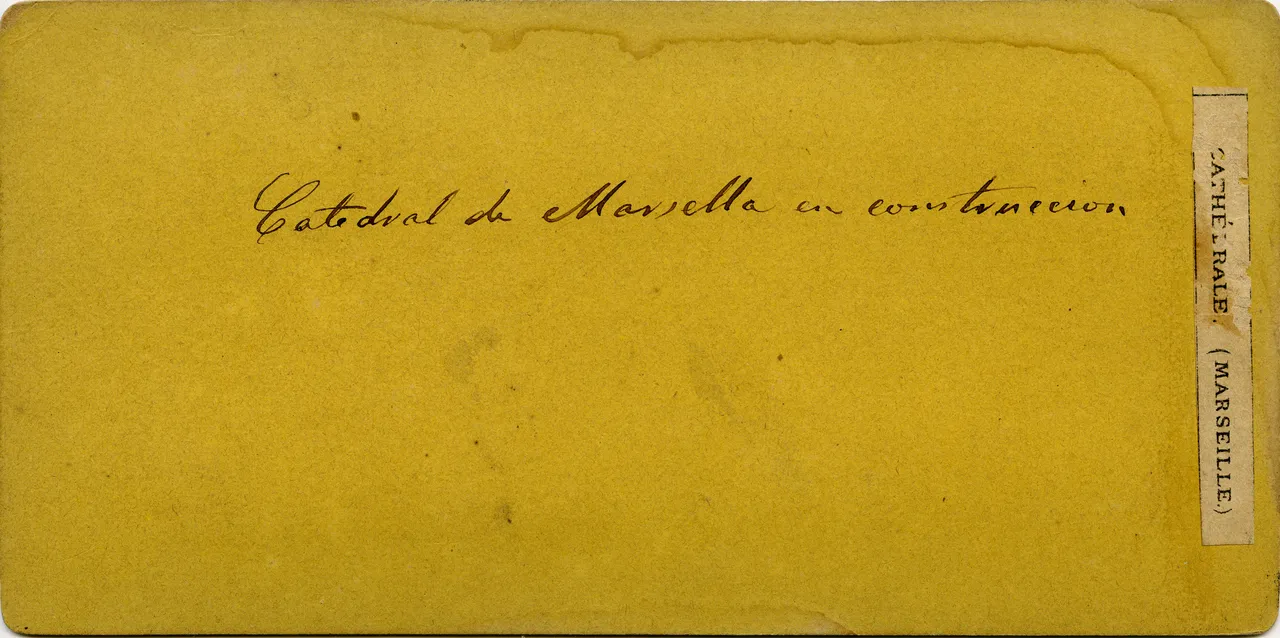 Catedral de Marsella en construccion
CATHÉDRALE. (MARSEILLE.)